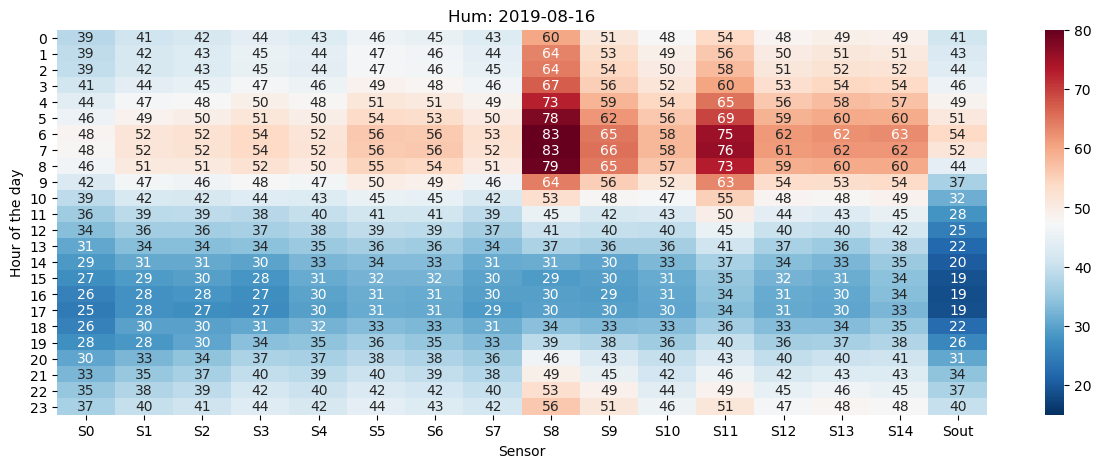 Hum: 2019-08-16
0 39 41 42 44 43 46 45 43 60 51 48 54 48 49 49 41
1 39 42 43 45 44 47 46 44 64 53 49 56 50 51 51 43
2 39 42 43 45 44 47 46 45 64 54 50 58 51 52 52 44
3 41 44 45 47 46 49 48 46 67 56 52 60 53 54 54 46
4 44 47 48 50 48 51 51 49 73 59 54 65 56 58 57 49
5 46 49 50 51 50 54 53 50 78 62 56 69 59 60 60 51
6 48 52 52 54 52 56 56 53 83 65 58 75 62 62 63 54
7 48 52 52 54 52 56 56 52 83 66 58 76 61 62 62 52
8 46 51 51 52 50 55 54 51 79 65 57 73 59 60 60 44
9 42 47 46 48 47 50 49 46 64 56 52 63 54 53 54 37
10 39 42 42 44 43 45 45 42 53 48 47 55 48 48 49 32
11 36 39 39 38 40 41 41 39 45 42 43 50 44 43 45 28
12 34 36 36 37 38 39 39 37 41 40 40 45 40 40 42 25
13 31 34 34 34 35 36 36 34 37 36 36 41 37 36 38 22
14 29 31 31 30 33 34 33 31 31 30 33 37 34 33 35 20
15 27 29 30 28 31 32 32 30 29 30 31 35 32 31 34 19
16 26 28 28 27 30 31 31 30 30 29 31 34 31 30 34 19
17 25 28 27 27 30 31 31 29 30 30 30 34 31 30 33 19
18 26 30 30 31 32 33 33 31 34 33 33 36 33 34 35 22
19 28 28 30 34 35 36 35 33 39 38 36 40 36 37 38 26
20 30 33 34 37 37 38 38 36 46 43 40 43 40 40 41 31
21 33 35 37 40 39 40 39 38 49 45 42 46 42 43 43 34
22 35 38 39 42 40 42 42 40 53 49 44 49 45 46 45 37
23 37 40 41 44 42 44 43 42 56 51 46 51 47 48 48 40
S0 S1 S2 S3 S4 S5 S6 S7 S8 S9 S10 S11 S12 S13 S14 Sout
Sensor
Hour of the day
80
70
60
50
40
30
20